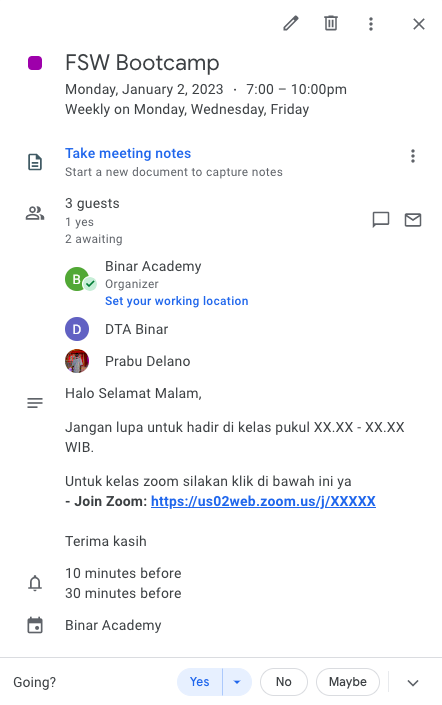 FSW Bootcamp
Monday, January 2, 2023 · 7:00 – 10:00pm
Weekly on Monday, Wednesday, Friday
Take meeting notes
Start a new document to capture notes
3 guests
1 yes
2 awaiting
B
Binar Academy
Organizer
Set your working location
D
DTA Binar
Prabu Delano
Halo Selamat Malam,
Jangan lupa untuk hadir di kelas pukul XX.XX - XX.XX
WIB.
Untuk kelas zoom silakan klik di bawah ini ya
- Join Zoom: https://us02web.zoom.us/j/XXXXX
Terima kasih
10 minutes before
30 minutes before
Binar Academy
Going?
Yes
No
Maybe